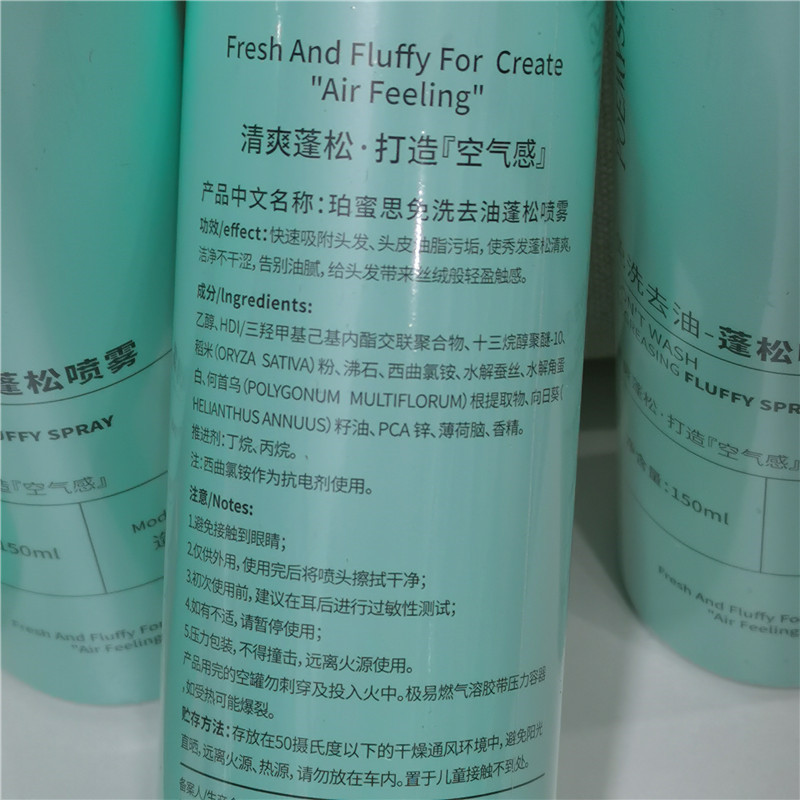 Fresh And Fluffy For Create
"Air Feeling"
清爽蓬松·打造『空气感』
产品中文名称：珀蜜思免洗去油蓬松喷雾
功效/effect：快速吸附头发、头皮油脂污垢，使秀发蓬松清爽，
洁净不干涩，告别油腻，给头发带来丝绒般轻盈触感。
成分/Ingredients:
乙醇、HDI/三羟甲基己基内酯交联聚合物、十三烷醇聚醚-10、
稻米（ORYZA SATIVA）粉、沸石、西曲氯铵、水解蚕丝、水解角蛋
白、何首乌（POLYGONUM MULTIFLORUM）根提取物、向日葵（
HELIANTHUS ANNUUS）籽油、PCA 锌、薄荷脑、香精。
推进剂：丁烷、丙烷。
注：西曲氯铵作为抗电剂使用。
注意/Notes:
1.避免接触到眼睛；
2.仅供外用，使用完后将喷头擦拭干净；
3.初次使用前，建议在耳后进行过敏性测试；
4.如有不适，请暂停使用；
5.压力包装，不得撞击，远离火源使用。
产品用完的空罐勿刺穿及投入火中。极易燃气溶胶带压力容器
，如受热可能爆裂。
贮存方法：存放在50摄氏度以下的干燥通风环境中，避免阳光
直晒，远离火源、热源，请勿放在车内。置于儿童接触不到处。
备案人/生产
蓬松喷雾
UFFY SPRAY
造『空气感』
150ml
Mod
Fresh And Fluffy For
"Air Feeling"
洗去油-蓬松
N'T WASH
EASING FLUFFY SPR
蓬松·打造『空气感
含量：150ml
Fresh And Fluffy Fo
"Air Feeling